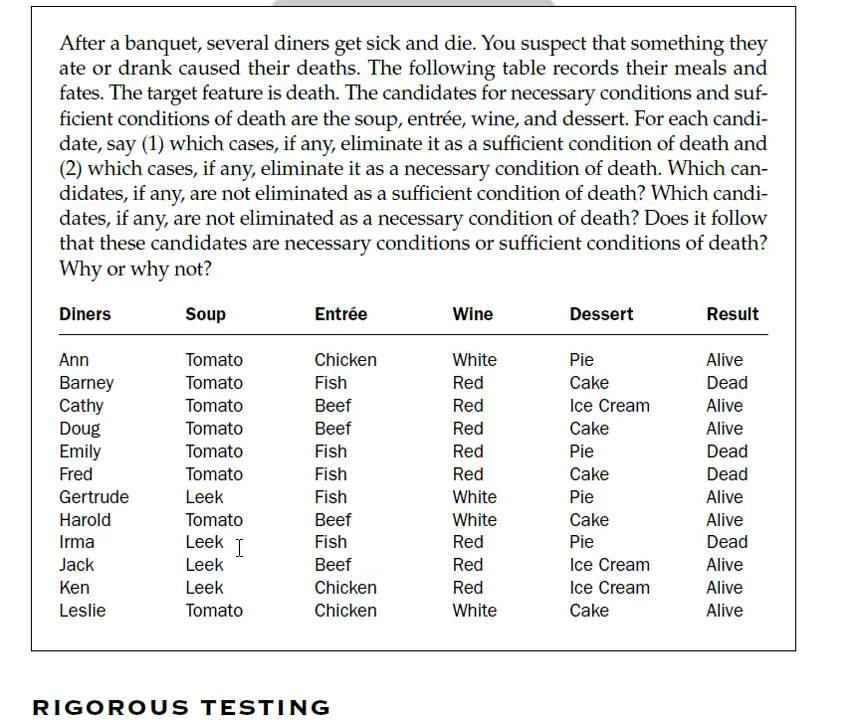 After a banquet, several diners get sick and die. You suspect that something they
ate or drank caused their deaths. The following table records their meals and
fates. The target feature is death. The candidates for necessary conditions and suf-
ficient conditions of death are the soup, entrée, wine, and dessert. For each candi-
date, say (1) which cases, if any, eliminate it as a sufficient condition of death and
(2) which cases, if any, eliminate it as a necessary condition of death. Which can-
didates, if any, are not eliminated as a sufficient condition of death? Which candi-
dates, if any, are not eliminated as a necessary condition of death? Does it follow
that these candidates are necessary conditions or sufficient conditions of death?
Why or why not?
Diners Soup Entrée Wine Dessert Result
Ann Tomato Chicken White Pie Alive
Barney Tomato Fish Red Cake Dead
Cathy Tomato Beef Red Ice Cream Alive
Doug Tomato Beef Red Cake Alive
Emily Tomato Fish Red Pie Dead
Fred Tomato Fish Red Cake Dead
Gertrude Leek Fish White Pie Alive
Harold Tomato Beef White Cake Alive
Irma Leek Fish Red Pie Dead
Jack Leek Beef Red Ice Cream Alive
Ken Leek Chicken Red Ice Cream Alive
Leslie Tomato Chicken White Cake Alive
RIGOROUS TESTING